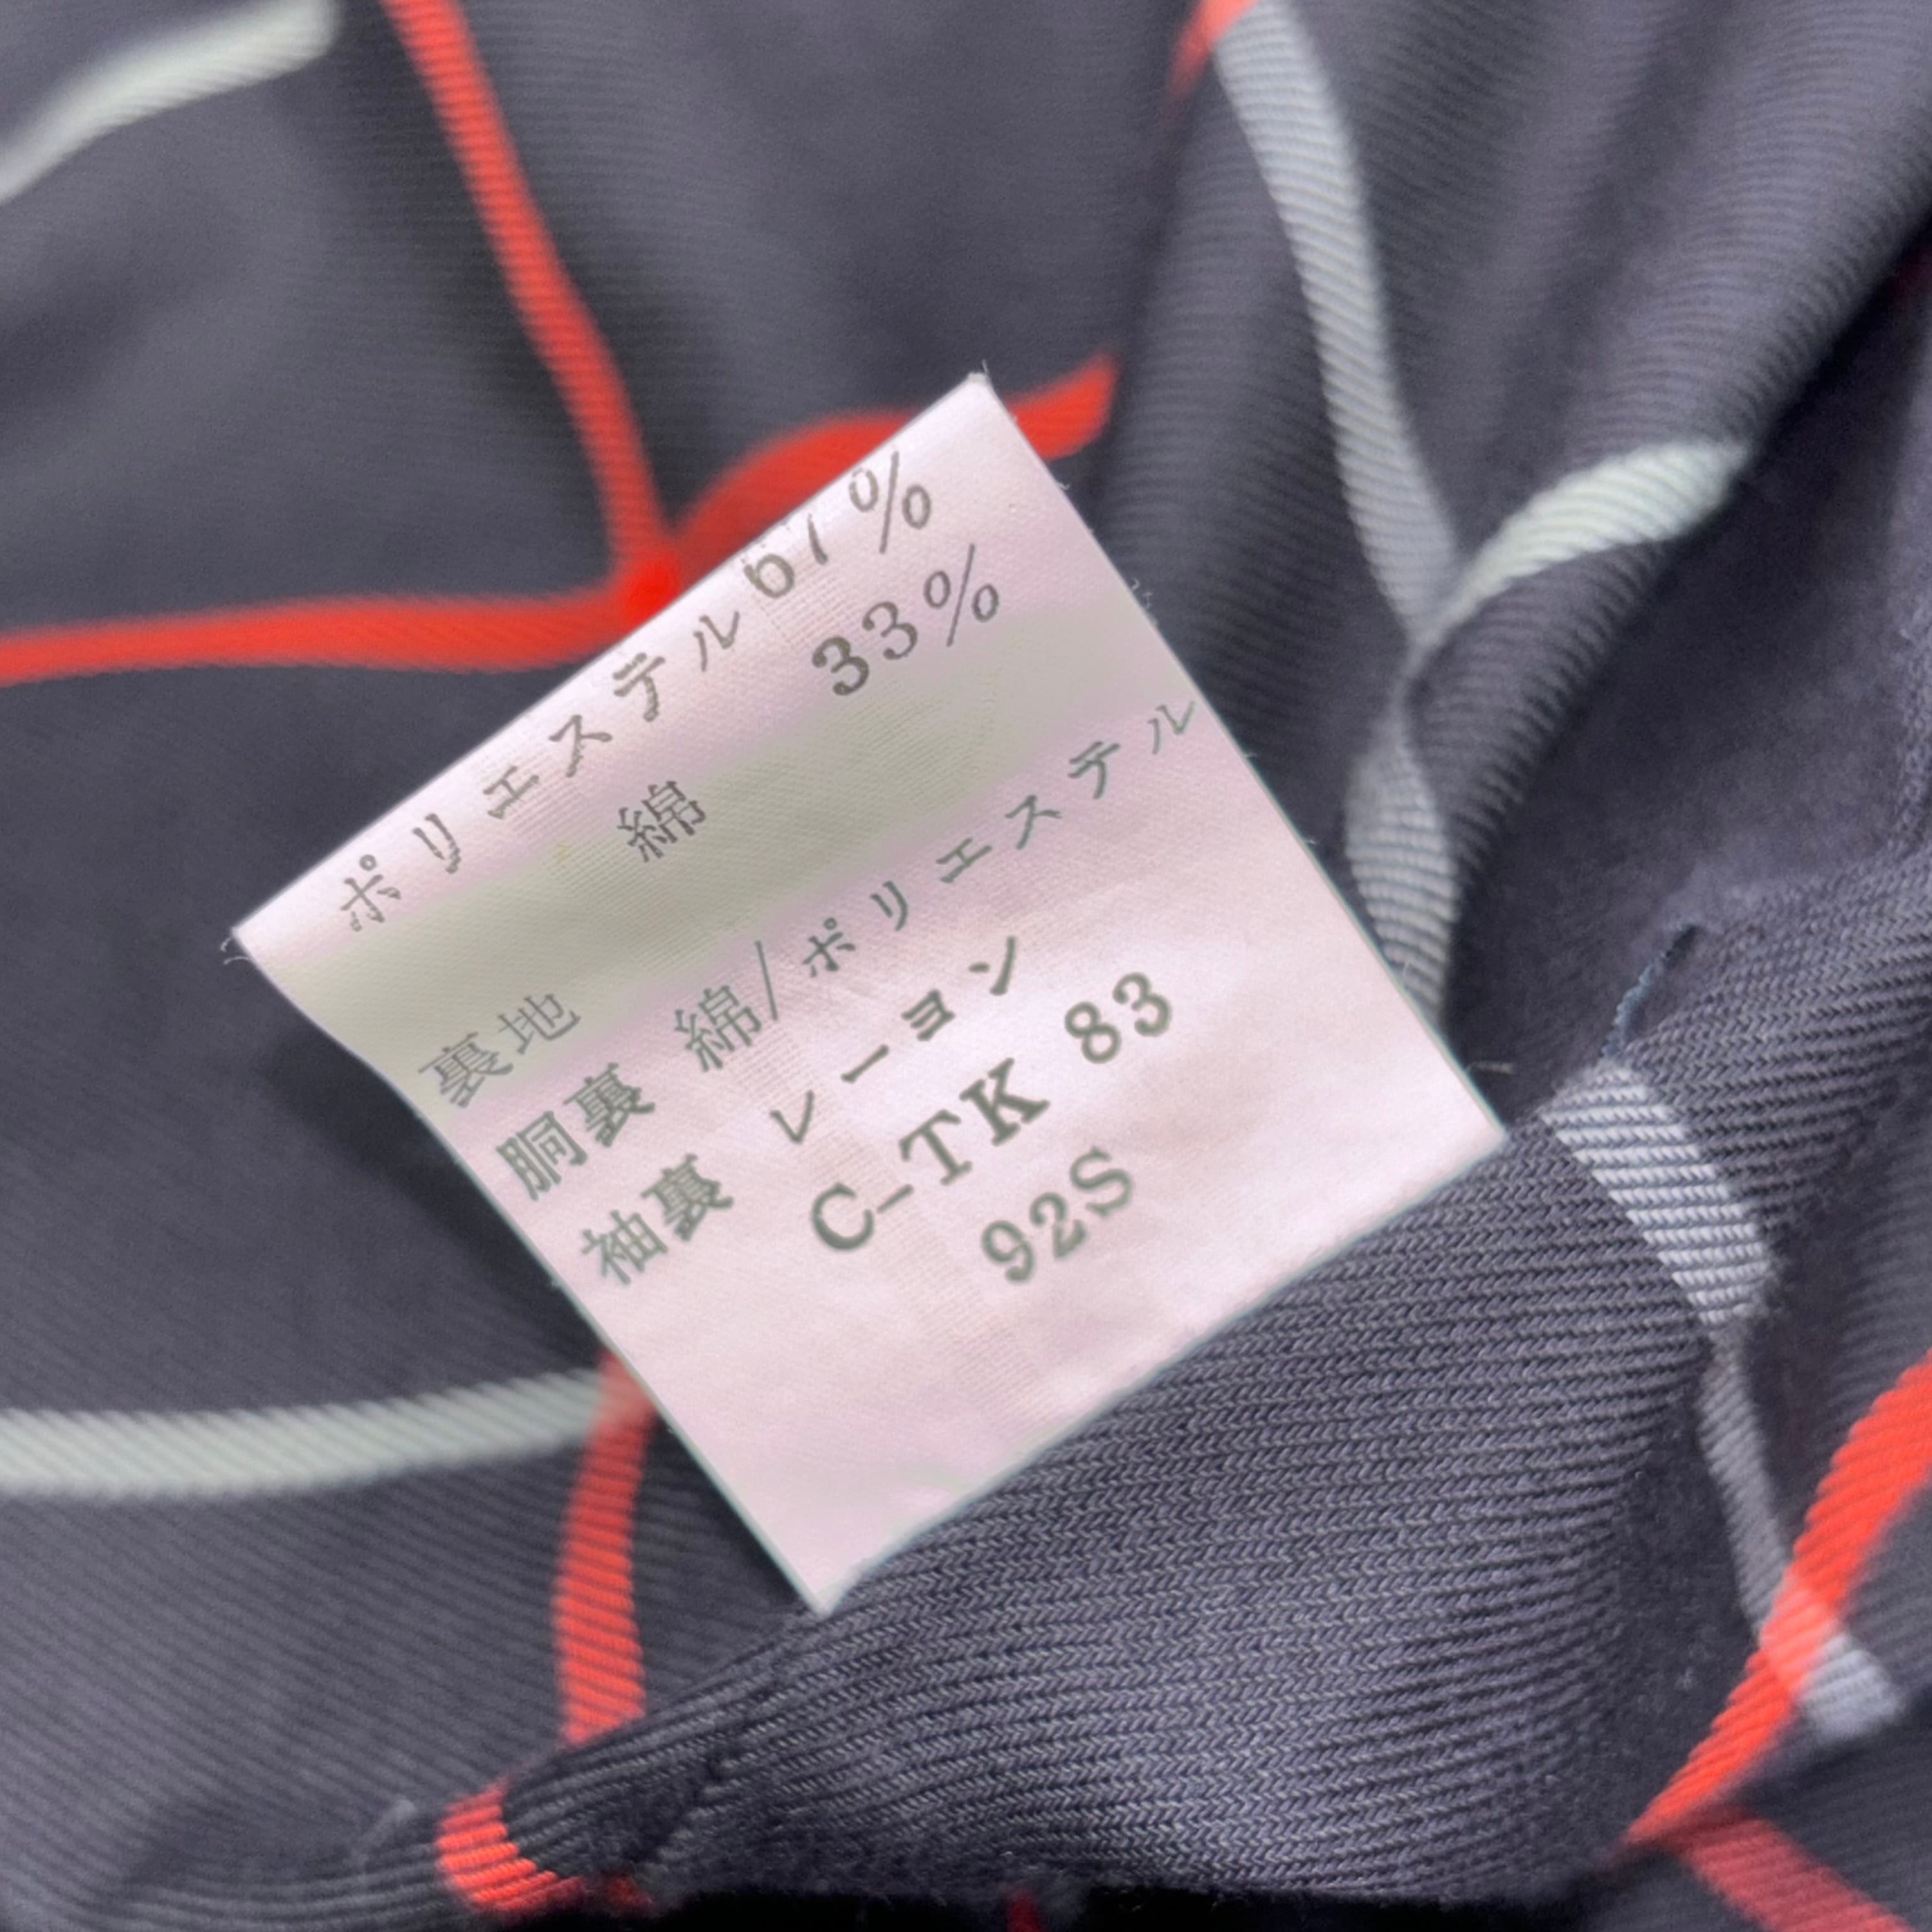 ポリエステル67%
綿 33%
裏地
胴裏 綿/ポリエステル
袖裏 レーヨン
C-TK 83
92S